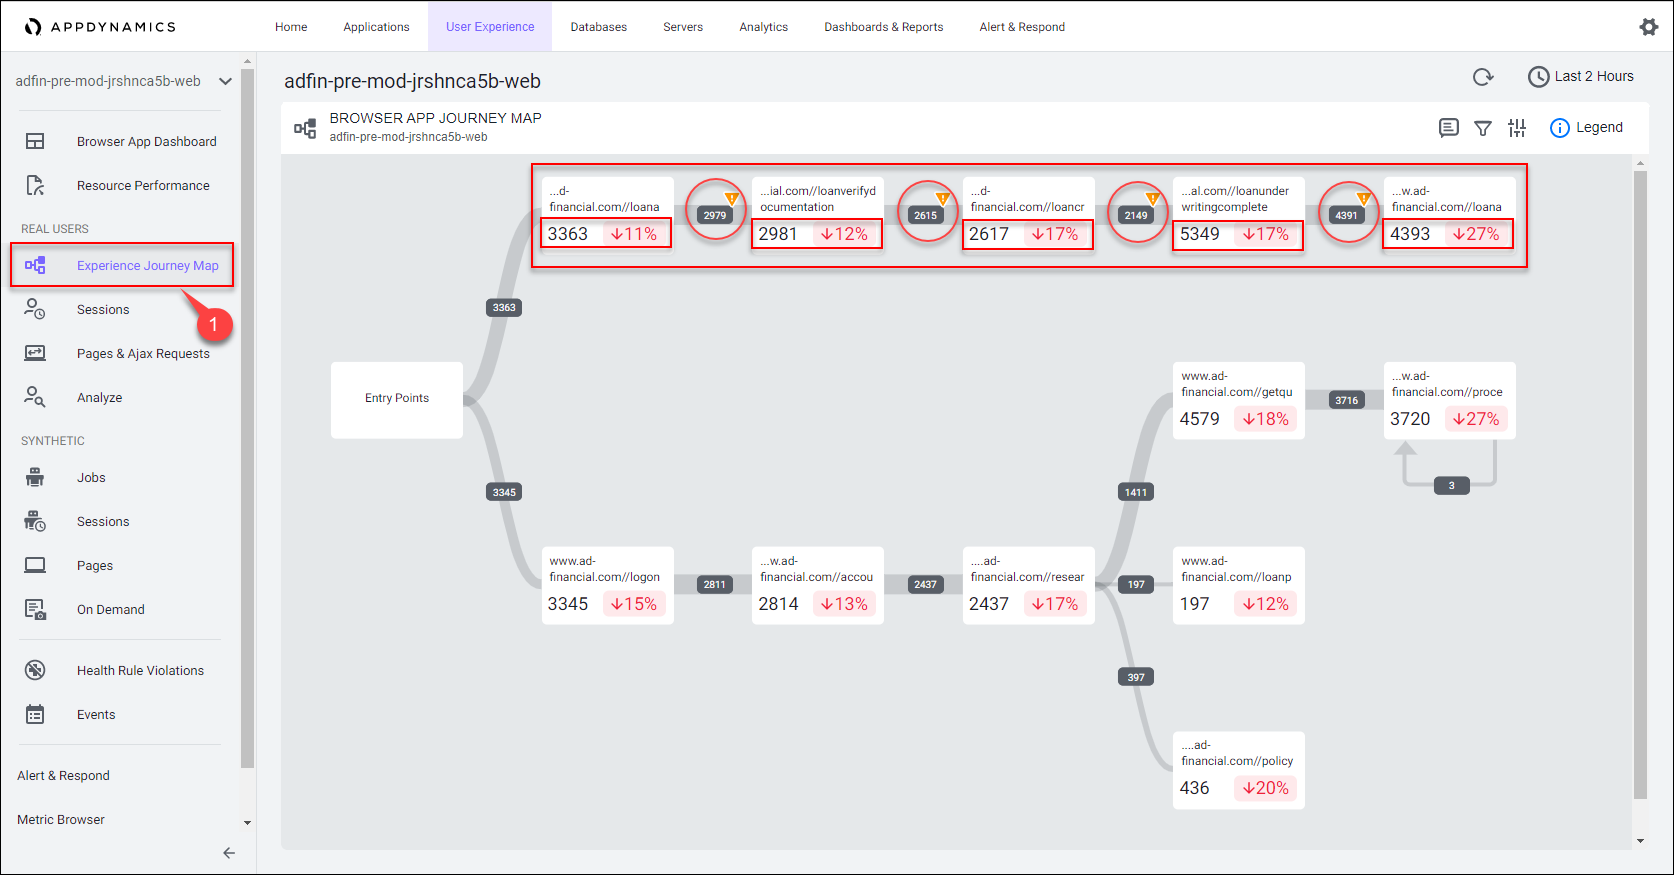 APPDYNAMICS
Home
Applications
User Experience
Databases
Servers
Analytics
Dashboards & Reports
Alert & Respond
adfin-pre-mod-jrshnca5b-web
Browser App Dashboard
Resource Performance
REAL USERS
Experience Journey Map
1
Sessions
Pages & Ajax Requests
Analyze
SYNTHETIC
Jobs
Sessions
Pages
On Demand
Health Rule Violations
Events
Alert & Respond
Metric Browser
adfin-pre-mod-jrshnca5b-web
Last 2 Hours
BROWSER APP JOURNEY MAP
adfin-pre-mod-jrshnca5b-web
Legend
...d-
financial.com//loana
3363 ↓11%
2979
...ial.com//loanverifyd
ocumentation
2981 ↓12%
2615
...d-
financial.com//loancr
2617 ↓17%
2149
...al.com//loanunder
writingcomplete
5349 ↓17%
4391
...w.ad-
financial.com//loana
4393 ↓27%
3363
Entry Points
3345
www.ad-
financial.com//getqu
4579 ↓18%
3716
...w.ad-
financial.com//proce
3720 ↓27%
3
1411
www.ad-
financial.com//logon
3345 ↓15%
2811
...w.ad-
financial.com//accou
2814 ↓13%
2437
....ad-
financial.com//resear
2437 ↓17%
197
www.ad-
financial.com//loanp
197 ↓12%
397
....ad-
financial.com//policy
436 ↓20%